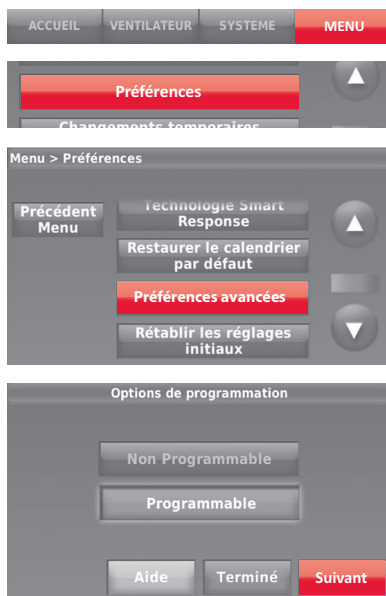 ACCUEIL VENTILATEUR SYSTÈME MENU
Préférences
Changements temporaires
Menu > Préférences
Précédent
Menu
Technologie Smart
Response
Restaurer le calendrier
par défaut
Préférences avancées
Rétablir les réglages
initiaux
Options de programmation
Non Programmable
Programmable
Aide Terminé Suivant